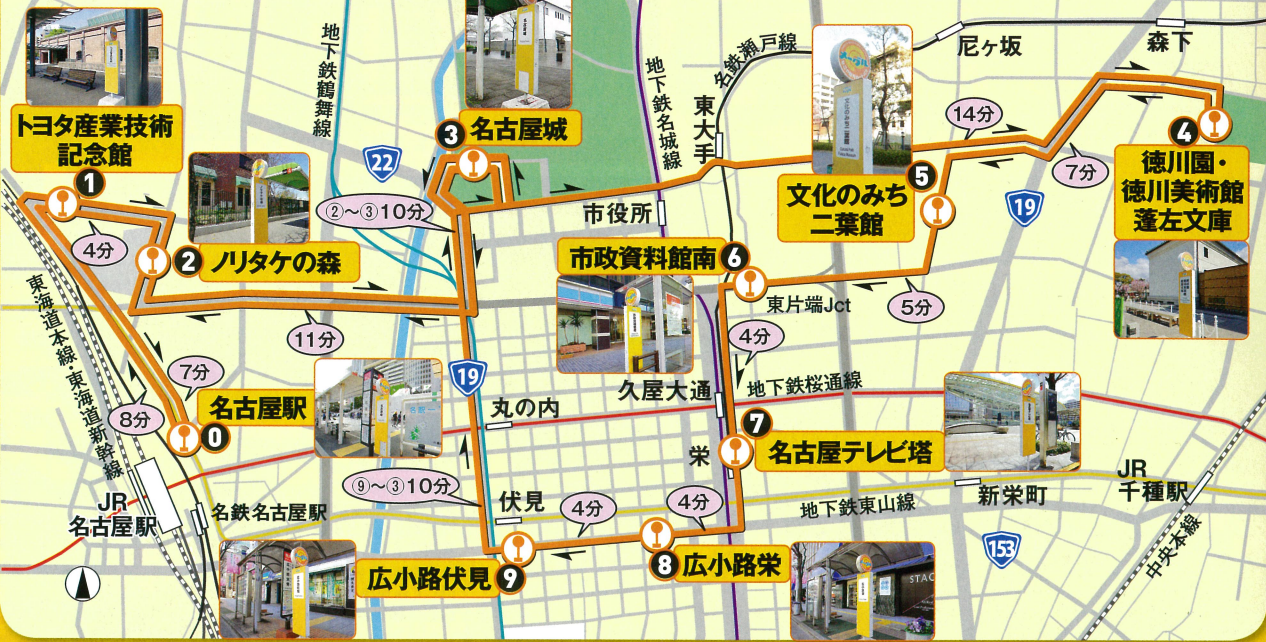 トヨタ産業技術
記念館
1
4分
2
ノリタケの森
11分
7分
8分
名古屋駅
0
東海道本線・東海道新幹線
JR
名古屋駅
名鉄名古屋駅
地下鉄鶴舞線
22
②〜③10分
3
名古屋城
地下鉄名城線
市役所
東大手
名鉄瀬戸線
尼ヶ坂
森下
14分
7分
4
徳川園・
徳川美術館
蓬左文庫
19
文化のみち
二葉館
5
5分
市政資料館南
6
東片端Jct
4分
久屋大通
地下鉄桜通線
7
名古屋テレビ塔
栄
19
丸の内
⑨〜③10分
伏見
4分
4分
広小路伏見
9
8
広小路栄
地下鉄東山線
新栄町
JR
千種駅
中央本線
153
文化のみち二葉館